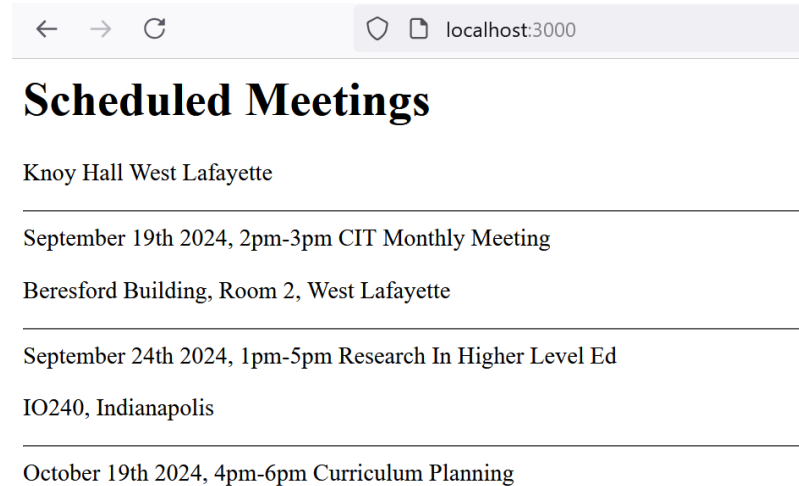 localhost:3000
Scheduled Meetings
Knoy Hall West Lafayette
September 19th 2024, 2pm-3pm CIT Monthly Meeting
Beresford Building, Room 2, West Lafayette
September 24th 2024, 1pm-5pm Research In Higher Level Ed
IO240, Indianapolis
October 19th 2024, 4pm-6pm Curriculum Planning